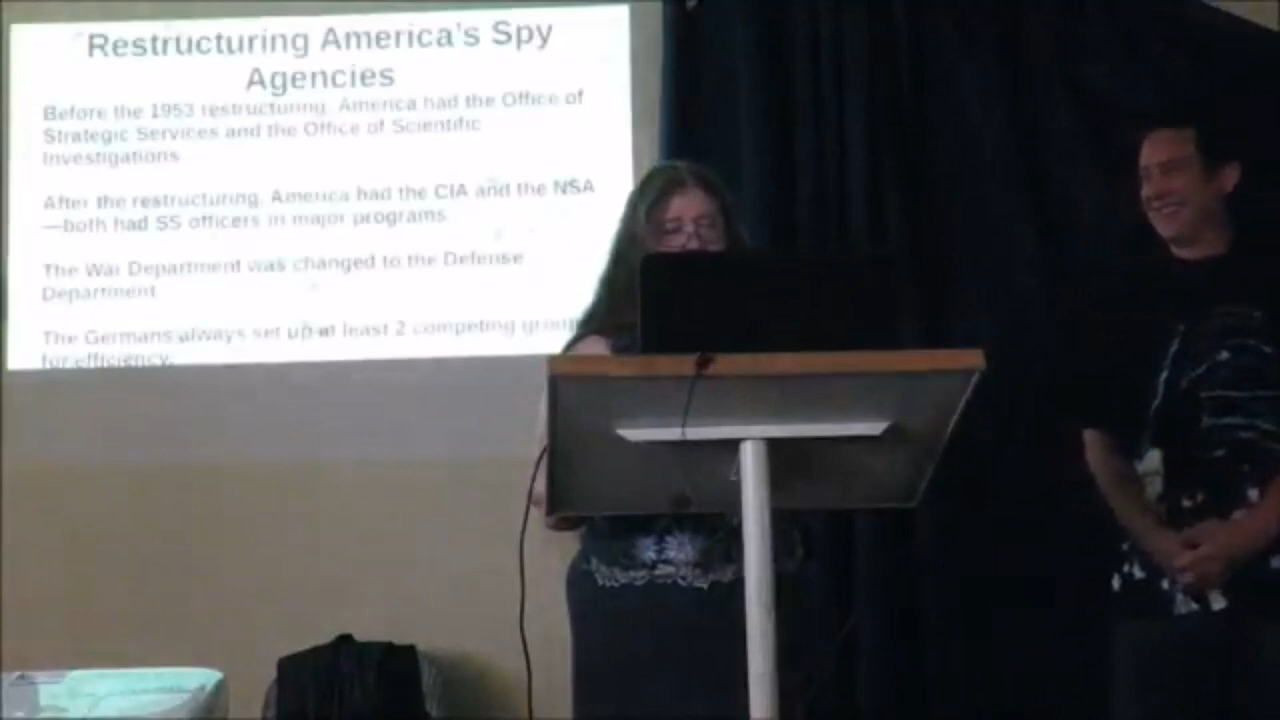 Restructuring America's Spy
Agencies
Before the 1953 restructuring, America had the Office of
Strategic Services and the Office of Scientific
Investigations
After the restructuring, America had the CIA and the NSA
—both had SS officers in major programs
The War Department was changed to the Defense
Department
The Germans always set up at least 2 competing group
for efficiency.